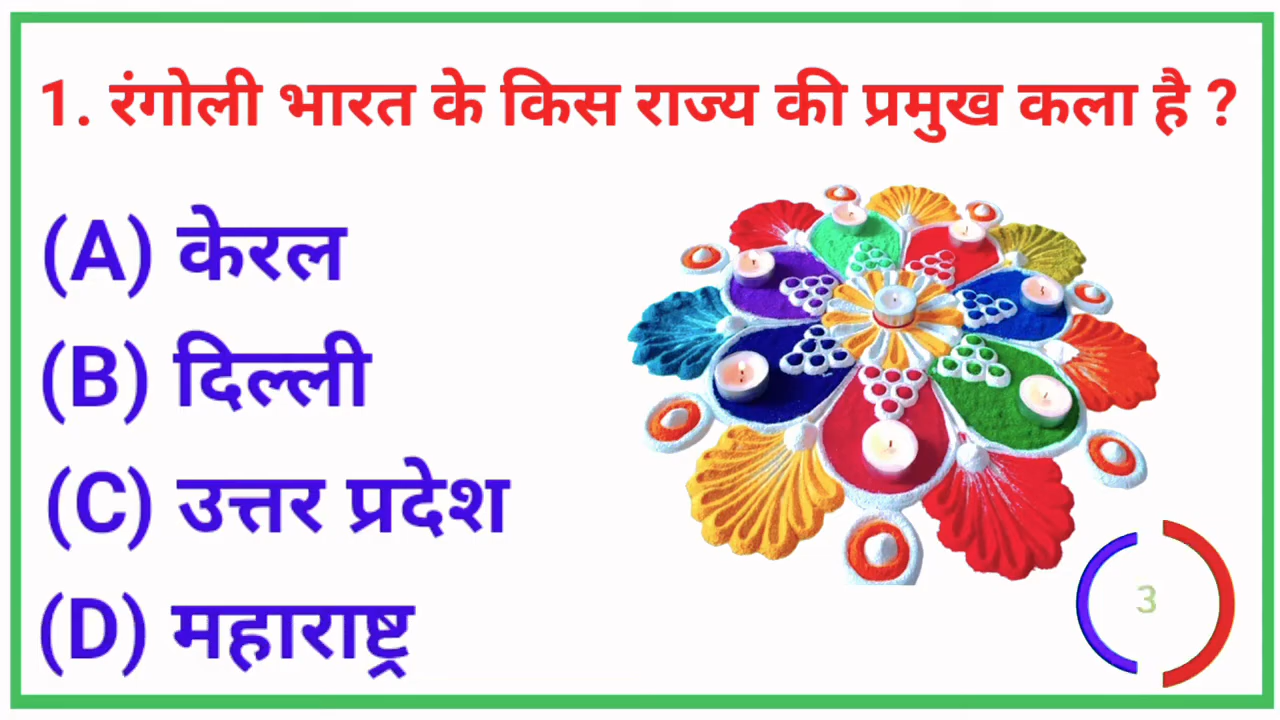 1. रंगोली भारत के किस राज्य की प्रमुख कला है ?
(A) केरल
(B) दिल्ली
(C) उत्तर प्रदेश
(D) महाराष्ट्र
3